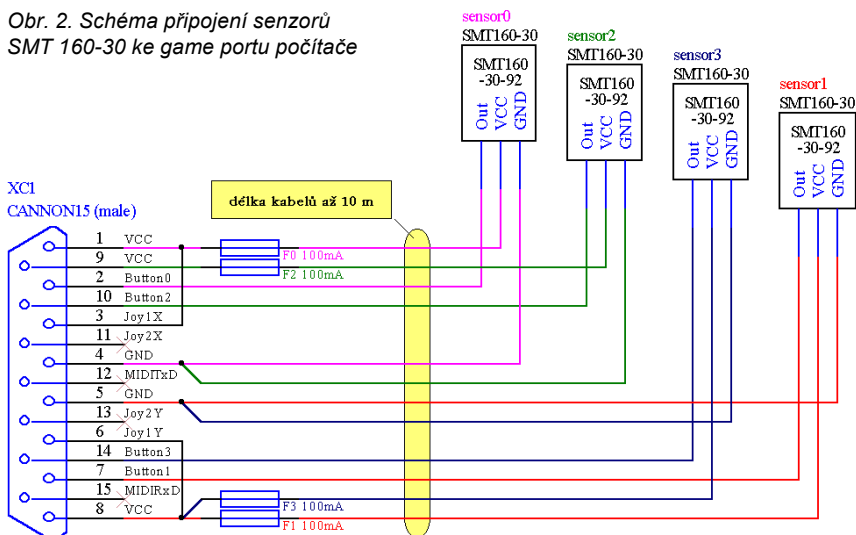 Obr. 2. Schéma připojení senzorů
SMT 160-30 ke game portu počítače
sensor0
SMT160-30
SMT160
-30-92
Out
VCC
GND
sensor2
SMT160-30
SMT160
-30-92
Out
VCC
GND
sensor3
SMT160-30
SMT160
-30-92
Out
VCC
GND
sensor1
SMT160-30
SMT160
-30-92
Out
VCC
GND
XC1
CANNON15 (male)
délka kabelů až 10 m
1 VCC
F0 100mA
9 VCC
F2 100mA
2 Button0
10 Button2
3 Joy1X
11 Joy2X
4 GND
12 MIDITxD
5 GND
13 Joy2Y
6 Joy1Y
14 Button3
7 Button1
15 MIDIRxD
F3 100mA
8 VCC
F1 100mA